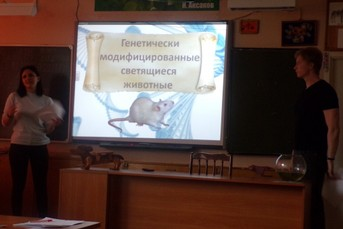 Генетически
модифицированные
светящиеся
животные